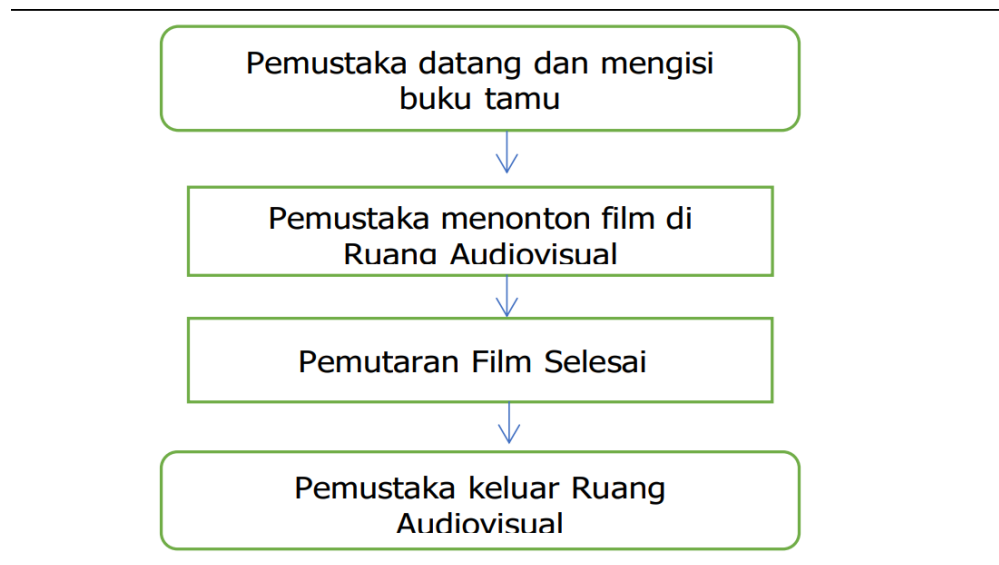 Pemustaka datang dan mengisi
buku tamu
Pemustaka menonton film di
Ruang Audiovisual
Pemutaran Film Selesai
Pemustaka keluar Ruang
Audiovisual